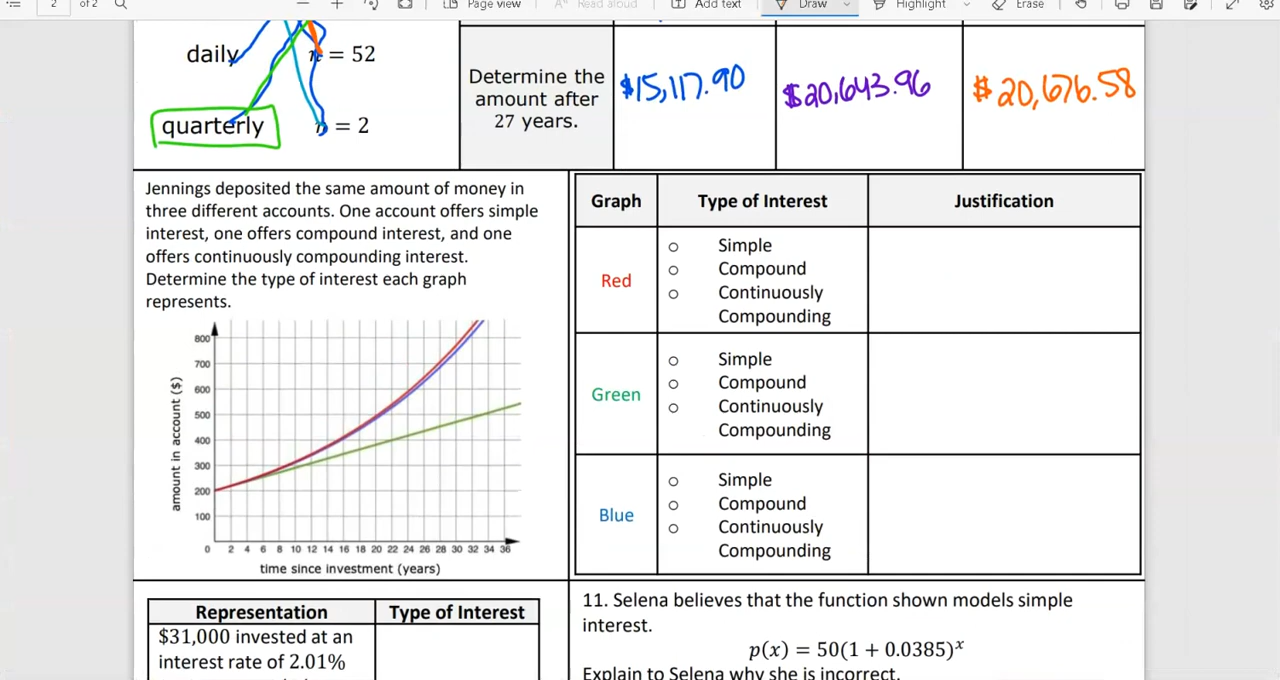 2 of 2 Page view Read aloud Add text Draw Highlight Erase
daily
n = 52
quarterly
n = 2
Determine the
amount after
27 years.
$15,117.90
$20,643.96
$20,676.58
Jennings deposited the same amount of money in
three different accounts. One account offers simple
interest, one offers compound interest, and one
offers continuously compounding interest.
Determine the type of interest each graph
represents.
amount in account ($)
800
700
600
500
400
300
200
100
0 2 4 6 8 10 12 14 16 18 20 22 24 26 28 30 32 34 36
time since investment (years)
Graph Type of Interest Justification
Red
Simple
Compound
Continuously
Compounding
Green
Simple
Compound
Continuously
Compounding
Blue
Simple
Compound
Continuously
Compounding
Representation Type of Interest
$31,000 invested at an
interest rate of 2.01%
11. Selena believes that the function shown models simple
interest.
p(x) = 50(1 + 0.0385)ˣ
Explain to Selena why she is incorrect.